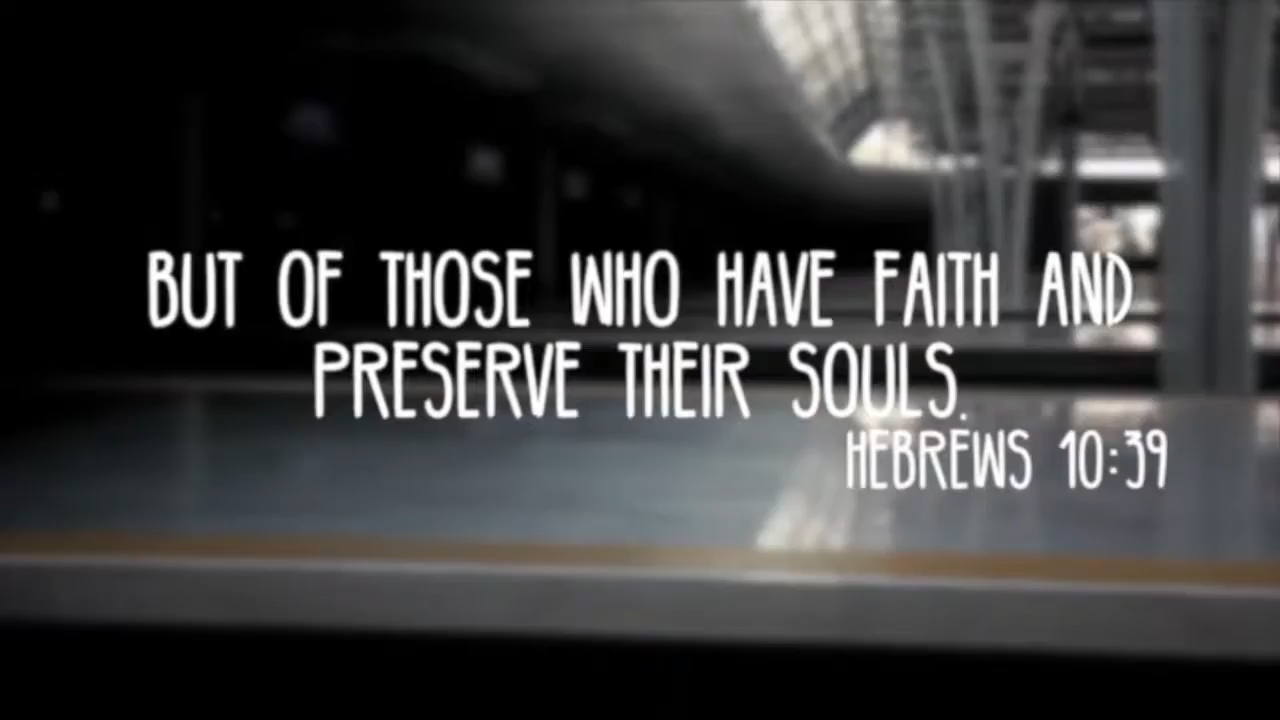 BUT OF THOSE WHO HAVE FAITH AND
PRESERVE THEIR SOULS.
HEBREWS 10:39